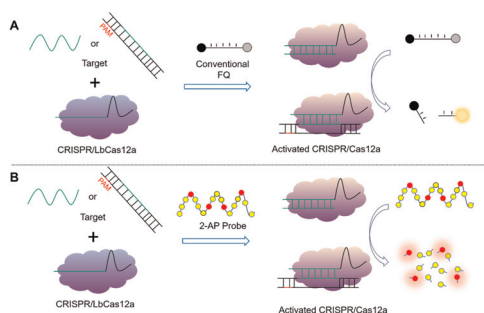 A
or
PAM
Target
+
CRISPR/LbCas12a
Conventional
FQ
Activated CRISPR/Cas12a
B
or
PAM
Target
+
CRISPR/LbCas12a
2-AP Probe
Activated CRISPR/Cas12a